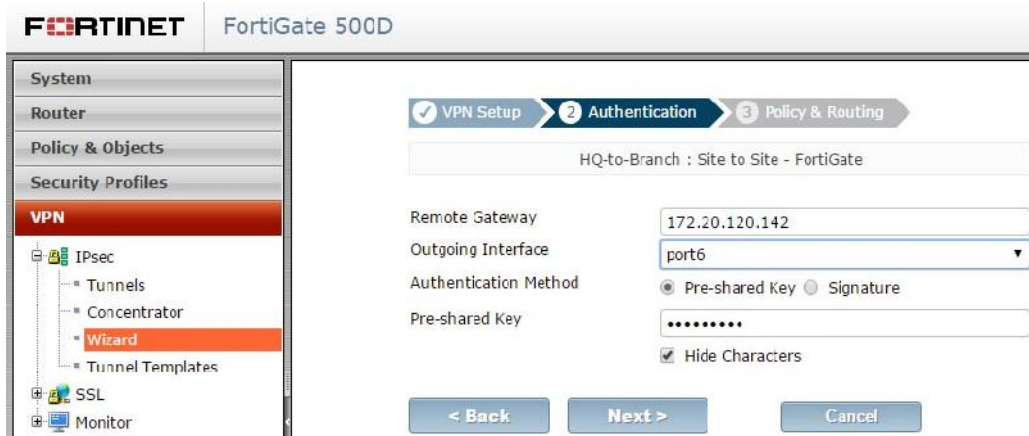 FORTINET
FortiGate 500D
System
Router
Policy & Objects
Security Profiles
VPN
IPsec
Tunnels
Concentrator
Wizard
Tunnel Templates
SSL
Monitor
VPN Setup 2 Authentication 3 Policy & Routing
HQ-to-Branch : Site to Site - FortiGate
Remote Gateway 172.20.120.142
Outgoing Interface port6
Authentication Method Pre-shared Key Signature
Pre-shared Key •••••••••
Hide Characters
< Back Next > Cancel